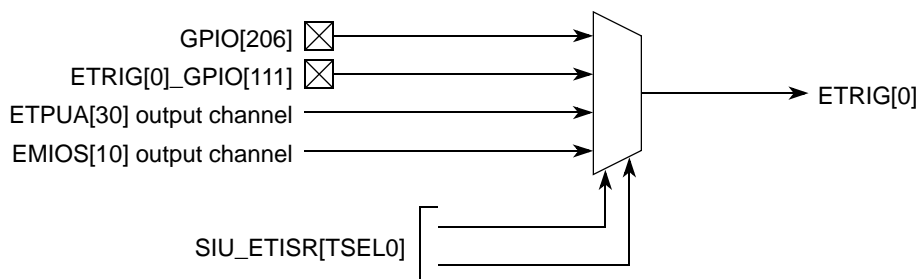 GPIO[206]
ETRIG[0]_GPIO[111]
ETPUA[30] output channel
EMIOS[10] output channel
ETRIG[0]
SIU_ETISR[TSEL0]